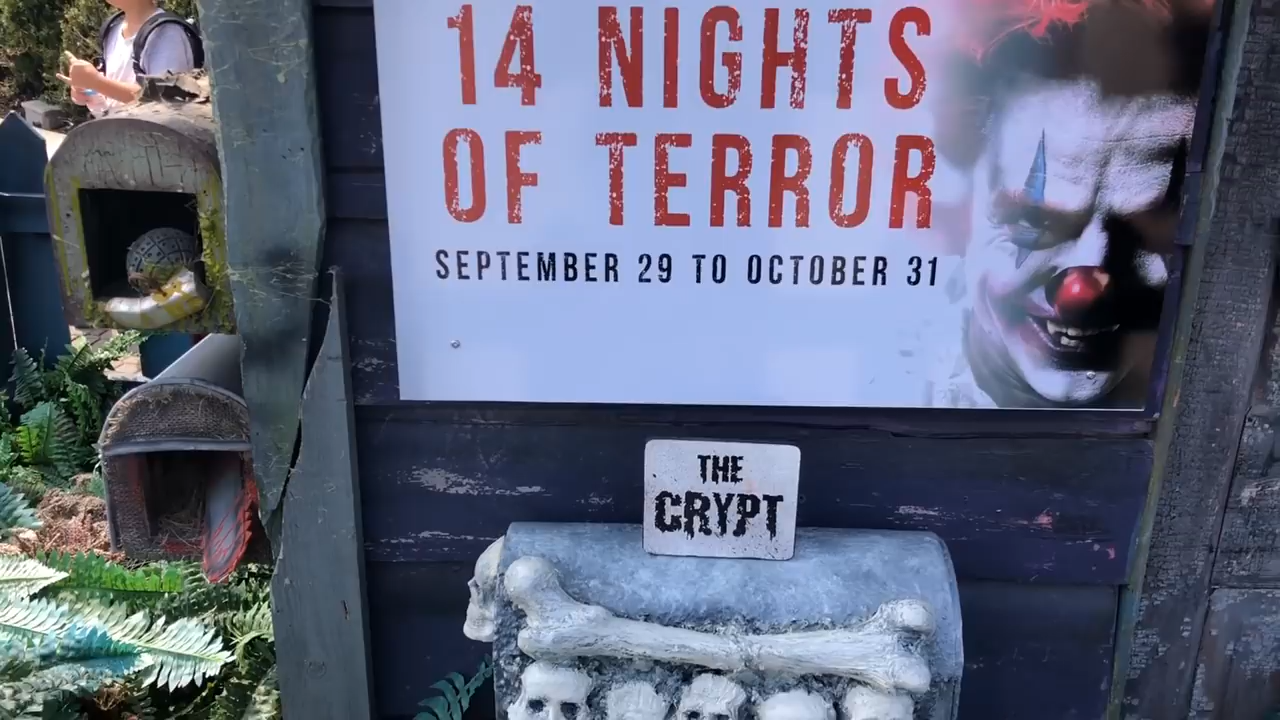 14 NIGHTS
OF TERROR
SEPTEMBER 29 TO OCTOBER 31
THE
CRYPT